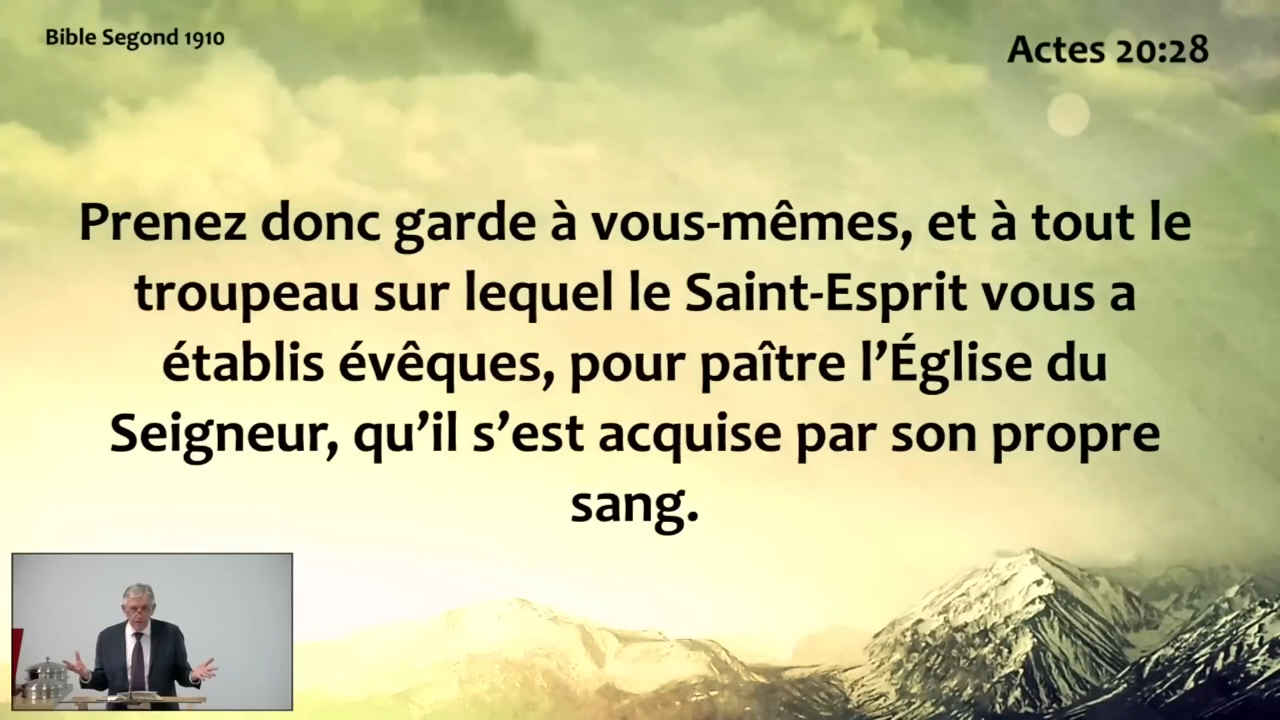 Bible Segond 1910
Actes 20:28
Prenez donc garde à vous-mêmes, et à tout le
troupeau sur lequel le Saint-Esprit vous a
établis évêques, pour paître l’Église du
Seigneur, qu’il s’est acquise par son propre
sang.